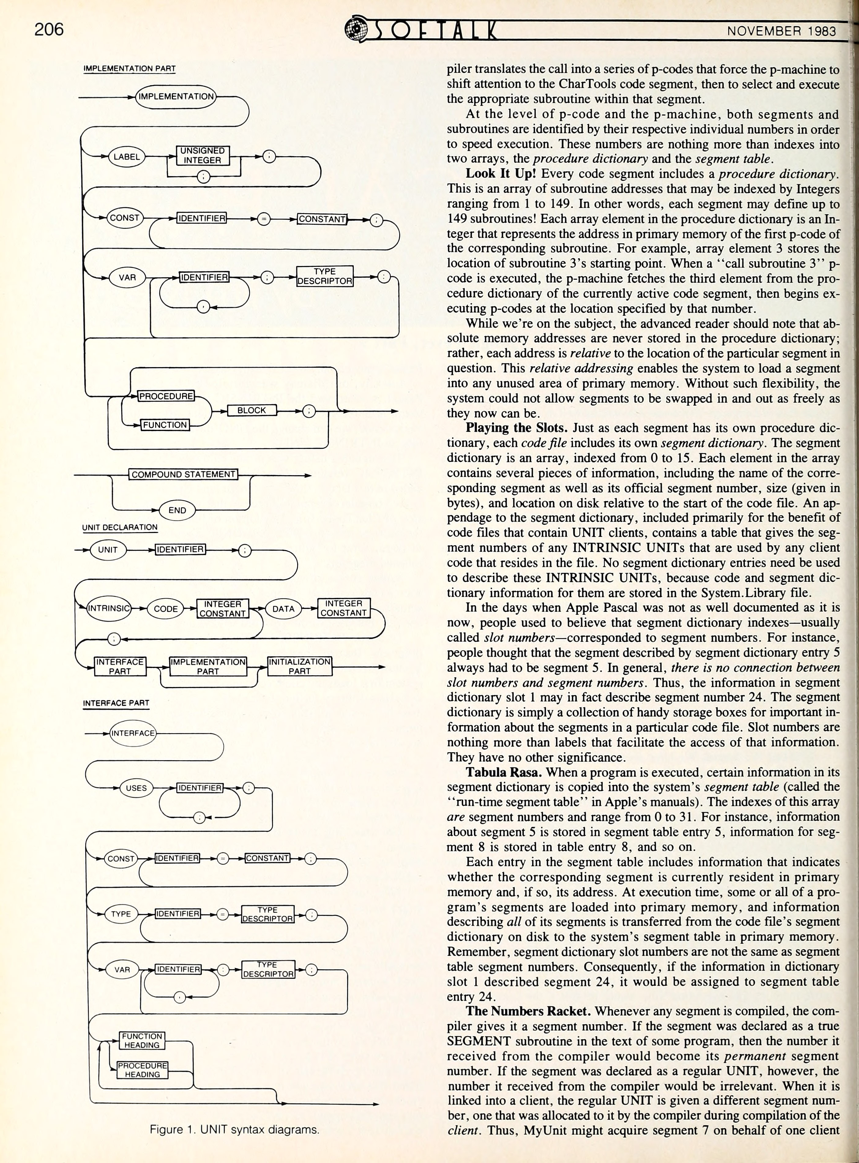 206
SOFTALK
NOVEMBER 1983
IMPLEMENTATION PART
IMPLEMENTATION
LABEL
UNSIGNED
INTEGER
;
,
CONST
IDENTIFIER
=
CONSTANT
;
VAR
IDENTIFIER
:
TYPE
DESCRIPTOR
;
,
PROCEDURE
FUNCTION
BLOCK
;
COMPOUND STATEMENT
END
UNIT DECLARATION
UNIT
IDENTIFIER
;
INTRINSIC
CODE
INTEGER
CONSTANT
DATA
INTEGER
CONSTANT
;
INTERFACE
PART
IMPLEMENTATION
PART
INITIALIZATION
PART
INTERFACE PART
INTERFACE
USES
IDENTIFIER
;
,
CONST
IDENTIFIER
=
CONSTANT
;
TYPE
IDENTIFIER
=
TYPE
DESCRIPTOR
;
VAR
IDENTIFIER
:
TYPE
DESCRIPTOR
;
,
FUNCTION
HEADING
PROCEDURE
HEADING
Figure 1. UNIT syntax diagrams.
piler translates the call into a series of p-codes that force the p-machine to
shift attention to the CharTools code segment, then to select and execute
the appropriate subroutine within that segment.
At the level of p-code and the p-machine, both segments and
subroutines are identified by their respective individual numbers in order
to speed execution. These numbers are nothing more than indexes into
two arrays, the procedure dictionary and the segment table.
Look It Up! Every code segment includes a procedure dictionary.
This is an array of subroutine addresses that may be indexed by Integers
ranging from 1 to 149. In other words, each segment may define up to
149 subroutines! Each array element in the procedure dictionary is an In-
teger that represents the address in primary memory of the first p-code of
the corresponding subroutine. For example, array element 3 stores the
location of subroutine 3's starting point. When a ‘‘call subroutine 3’’ p-
code is executed, the p-machine fetches the third element from the pro-
cedure dictionary of the currently active code segment, then begins ex-
ecuting p-codes at the location specified by that number.
While we're on the subject, the advanced reader should note that ab-
solute memory addresses are never stored in the procedure dictionary;
rather, each address is relative to the location of the particular segment in
question. This relative addressing enables the system to load a segment
into any unused area of primary memory. Without such flexibility, the
system could not allow segments to be swapped in and out as freely as
they now can be.
Playing the Slots. Just as each segment has its own procedure dic-
tionary, each code file includes its own segment dictionary. The segment
dictionary is an array, indexed from 0 to 15. Each element in the array
contains several pieces of information, including the name of the corre-
sponding segment as well as its official segment number, size (given in
bytes), and location on disk relative to the start of the code file. An ap-
pendage to the segment dictionary, included primarily for the benefit of
code files that contain UNIT clients, contains a table that gives the seg-
ment numbers of any INTRINSIC UNITs that are used by any client
code that resides in the file. No segment dictionary entries need be used
to describe these INTRINSIC UNITs, because code and segment dic-
tionary information for them are stored in the System.Library file.
In the days when Apple Pascal was not as well documented as it is
now, people used to believe that segment dictionary indexes—usually
called slot numbers—corresponded to segment numbers. For instance,
people thought that the segment described by segment dictionary entry 5
always had to be segment 5. In general, there is no connection between
slot numbers and segment numbers. Thus, the information in segment
dictionary slot 1 may in fact describe segment number 24. The segment
dictionary is simply a collection of handy storage boxes for important in-
formation about the segments in a particular code file. Slot numbers are
nothing more than labels that facilitate the access of that information.
They have no other significance.
Tabula Rasa. When a program is executed, certain information in its
segment dictionary is copied into the system's segment table (called the
‘‘run-time segment table’’ in Apple's manuals). The indexes of this array
are segment numbers and range from 0 to 31. For instance, information
about segment 5 is stored in segment table entry 5, information for seg-
ment 8 is stored in table entry 8, and so on.
Each entry in the segment table includes information that indicates
whether the corresponding segment is currently resident in primary
memory and, if so, its address. At execution time, some or all of a pro-
gram's segments are loaded into primary memory, and information
describing all of its segments is transferred from the code file's segment
dictionary on disk to the system's segment table in primary memory.
Remember, segment dictionary slot numbers are not the same as segment
table segment numbers. Consequently, if the information in dictionary
slot 1 described segment 24, it would be assigned to segment table
entry 24.
The Numbers Racket. Whenever any segment is compiled, the com-
piler gives it a segment number. If the segment was declared as a true
SEGMENT subroutine in the text of some program, then the number it
received from the compiler would become its permanent segment
number. If the segment was declared as a regular UNIT, however, the
number it received from the compiler would be irrelevant. When it is
linked into a client, the regular UNIT is given a different segment num-
ber, one that was allocated to it by the compiler during compilation of the
client. Thus, MyUnit might acquire segment 7 on behalf of one client